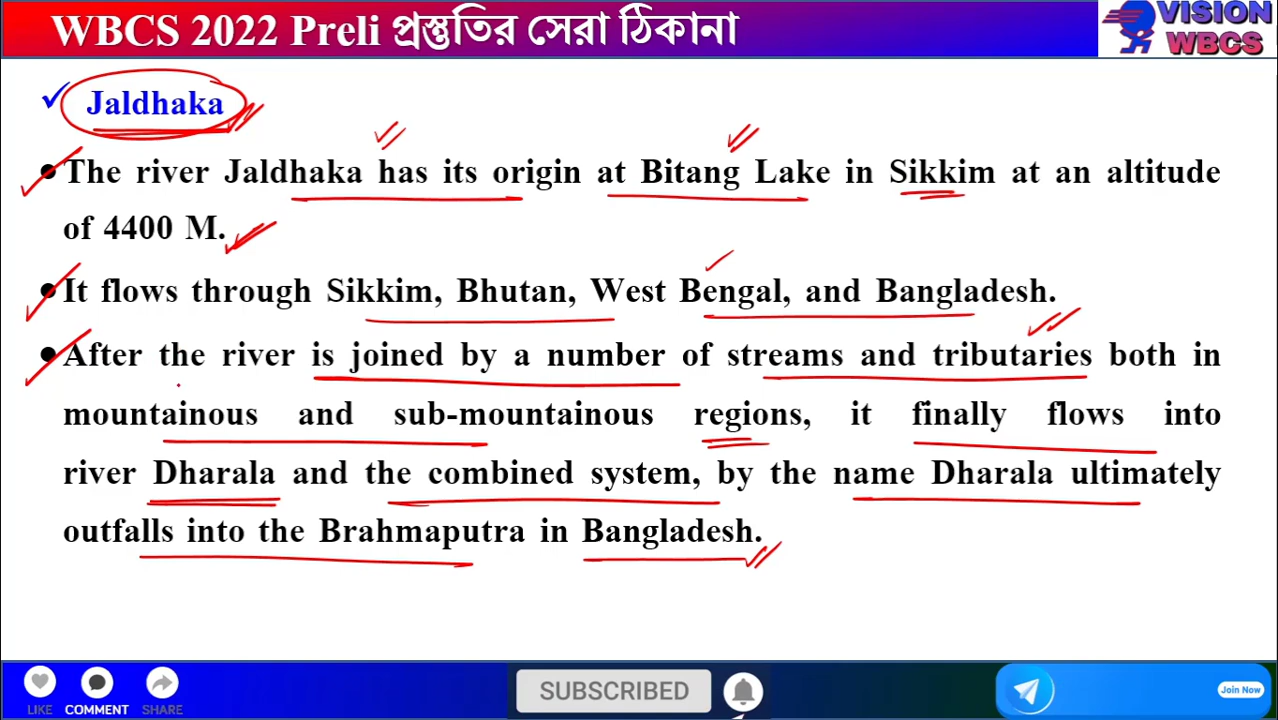 WBCS 2022 Preli প্রস্তুতির সেরা ঠিকানা
VISION
WBCS
Jaldhaka
The river Jaldhaka has its origin at Bitang Lake in Sikkim at an altitude
of 4400 M.
It flows through Sikkim, Bhutan, West Bengal, and Bangladesh.
After the river is joined by a number of streams and tributaries both in
mountainous and sub-mountainous regions, it finally flows into
river Dharala and the combined system, by the name Dharala ultimately
outfalls into the Brahmaputra in Bangladesh.
LIKE COMMENT SHARE
SUBSCRIBED
Join Now